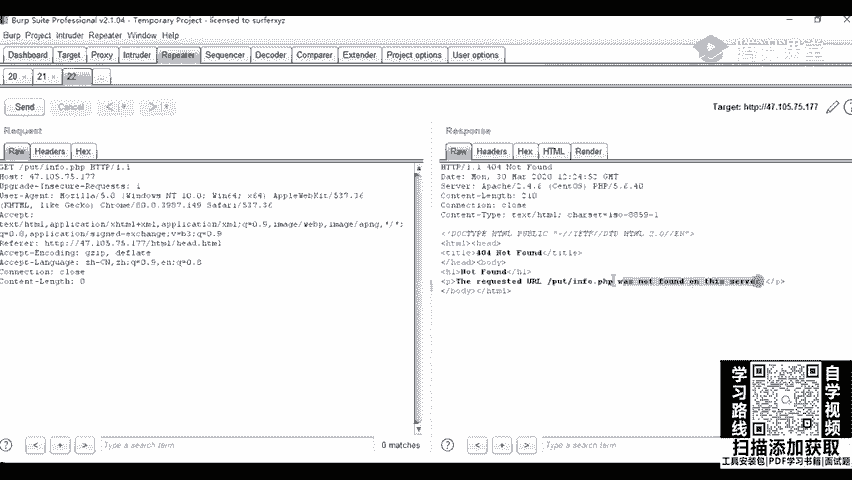 Burp Suite Professional v2.1.04 - Temporary Project - licensed to surferxyz
Burp Project Intruder Repeater Window Help
Dashboard Target Proxy Intruder Repeater Sequencer Decoder Comparer Extender Project options User options
20 × 21 × 22 × ...
Send Cancel < > Target: http://47.105.75.177
Request
Raw Headers Hex
GET /put/info.php HTTP/1.1
Host: 47.105.75.177
Upgrade-Insecure-Requests: 1
User-Agent: Mozilla/5.0 (Windows NT 10.0; Win64; x64) AppleWebKit/537.36
(KHTML, like Gecko) Chrome/80.0.3987.149 Safari/537.36
Accept:
text/html,application/xhtml+xml,application/xml;q=0.9,image/webp,image/apng,*/*;
q=0.8,application/signed-exchange;v=b3;q=0.9
Referer: http://47.105.75.177/html/head.html
Accept-Encoding: gzip, deflate
Accept-Language: zh-CN,zh;q=0.9,en;q=0.8
Connection: close
Content-Length: 0
? < + > Type a search term 0 matches
Response
Raw Headers Hex HTML Render
HTTP/1.1 404 Not Found
Date: Mon, 30 Mar 2020 GMT
Server: Apache/2.4.6 (CentOS) PHP/5.6.40
Content-Length: 210
Connection: close
Content-Type: text/html; charset=iso-8859-1
<!DOCTYPE HTML PUBLIC "-//IETF//DTD HTML 2.0//EN">
<html><head>
<title>404 Not Found</title>
</head><body>
<h1>Not Found</h1>
<p>The requested URL /put/info.php was not found on this server.</p>
</body></html>
? < + > Type a search term
学习路线
自学视频
扫描添加获取
工具安装包|PDF学习书籍|面试题